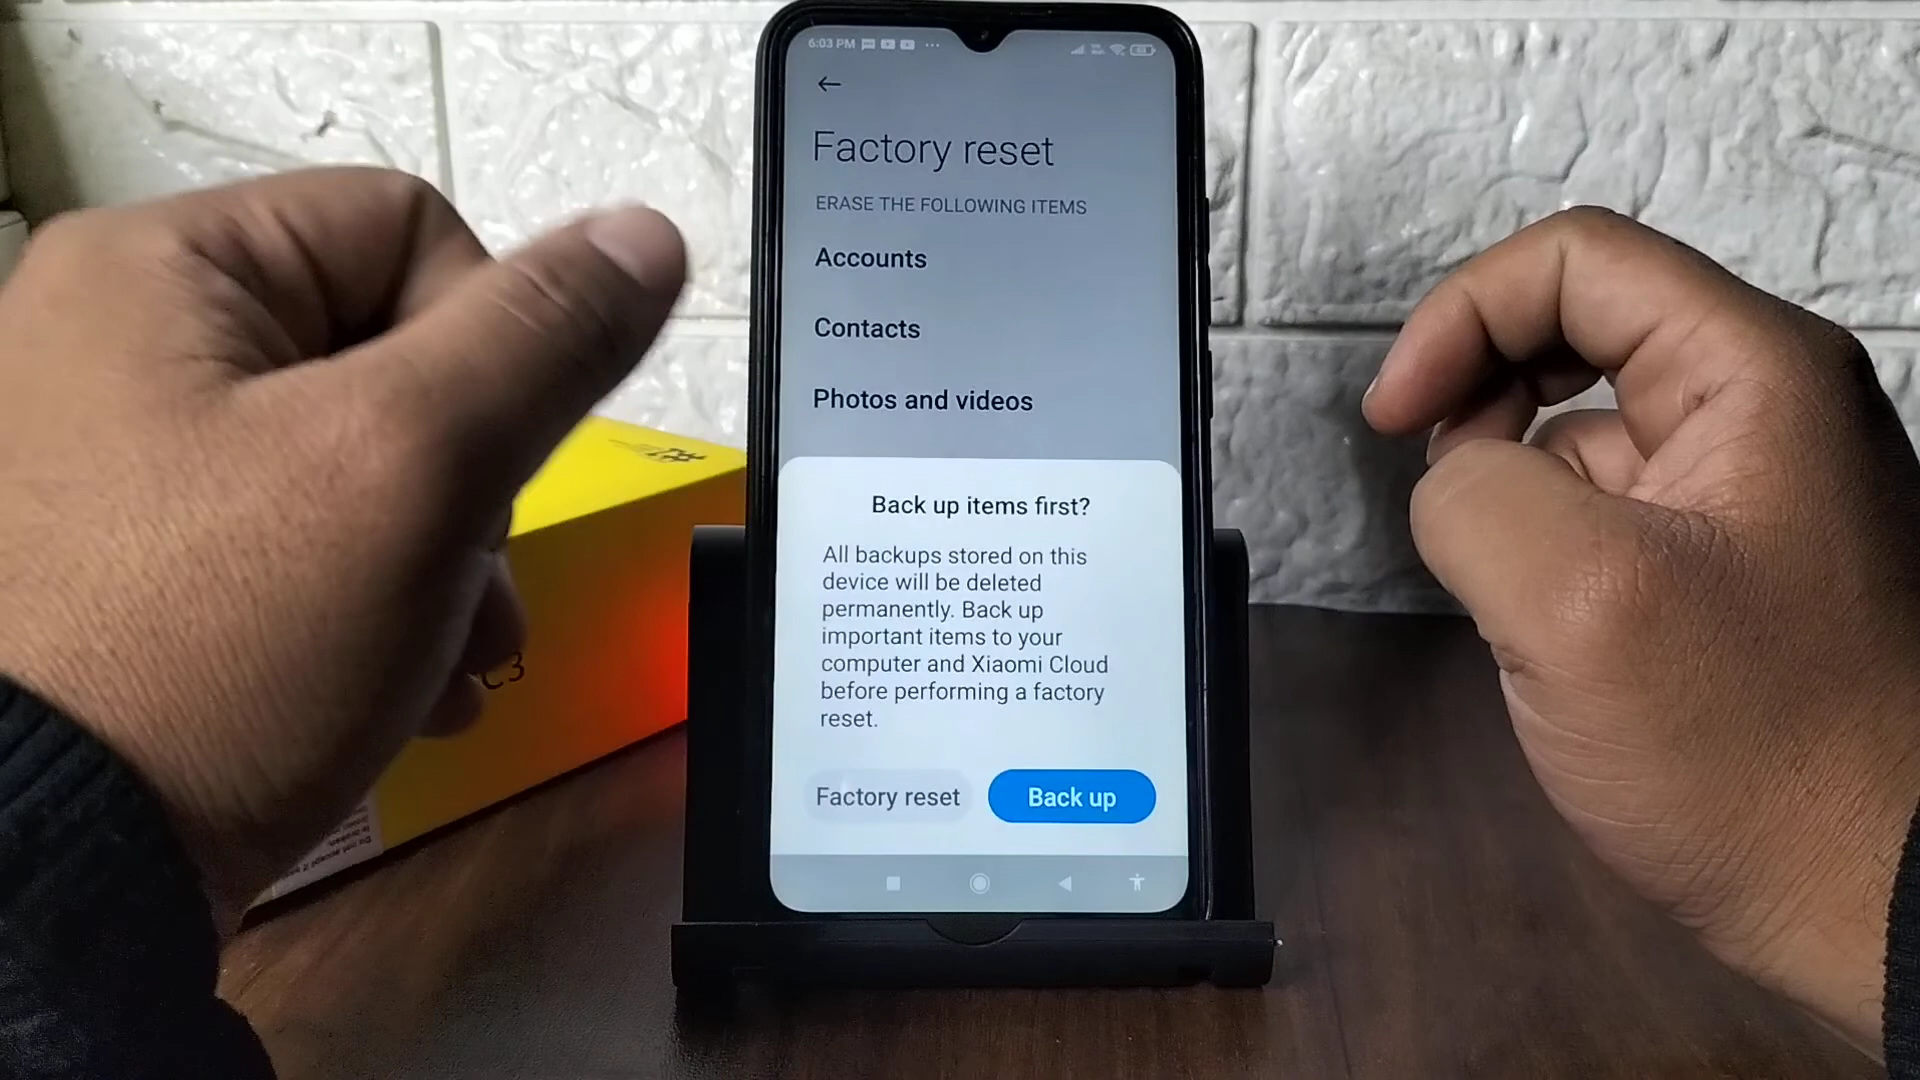 6:03 PM
Factory reset
ERASE THE FOLLOWING ITEMS
Accounts
Contacts
Photos and videos
Back up items first?
All backups stored on this
device will be deleted
permanently. Back up
important items to your
computer and Xiaomi Cloud
before performing a factory
reset.
Factory reset
Back up
C3